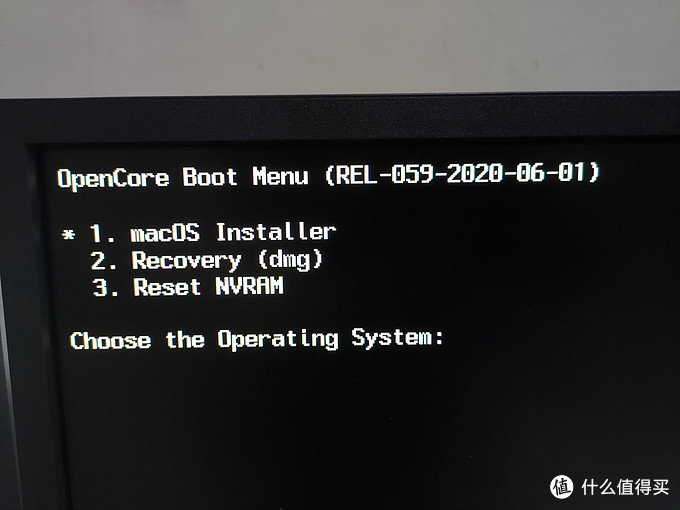 OpenCore Boot Menu (REL-059-2020-06-01)
* 1. macOS Installer
2. Recovery (dmg)
3. Reset NVRAM
Choose the Operating System:
值 什么值得买